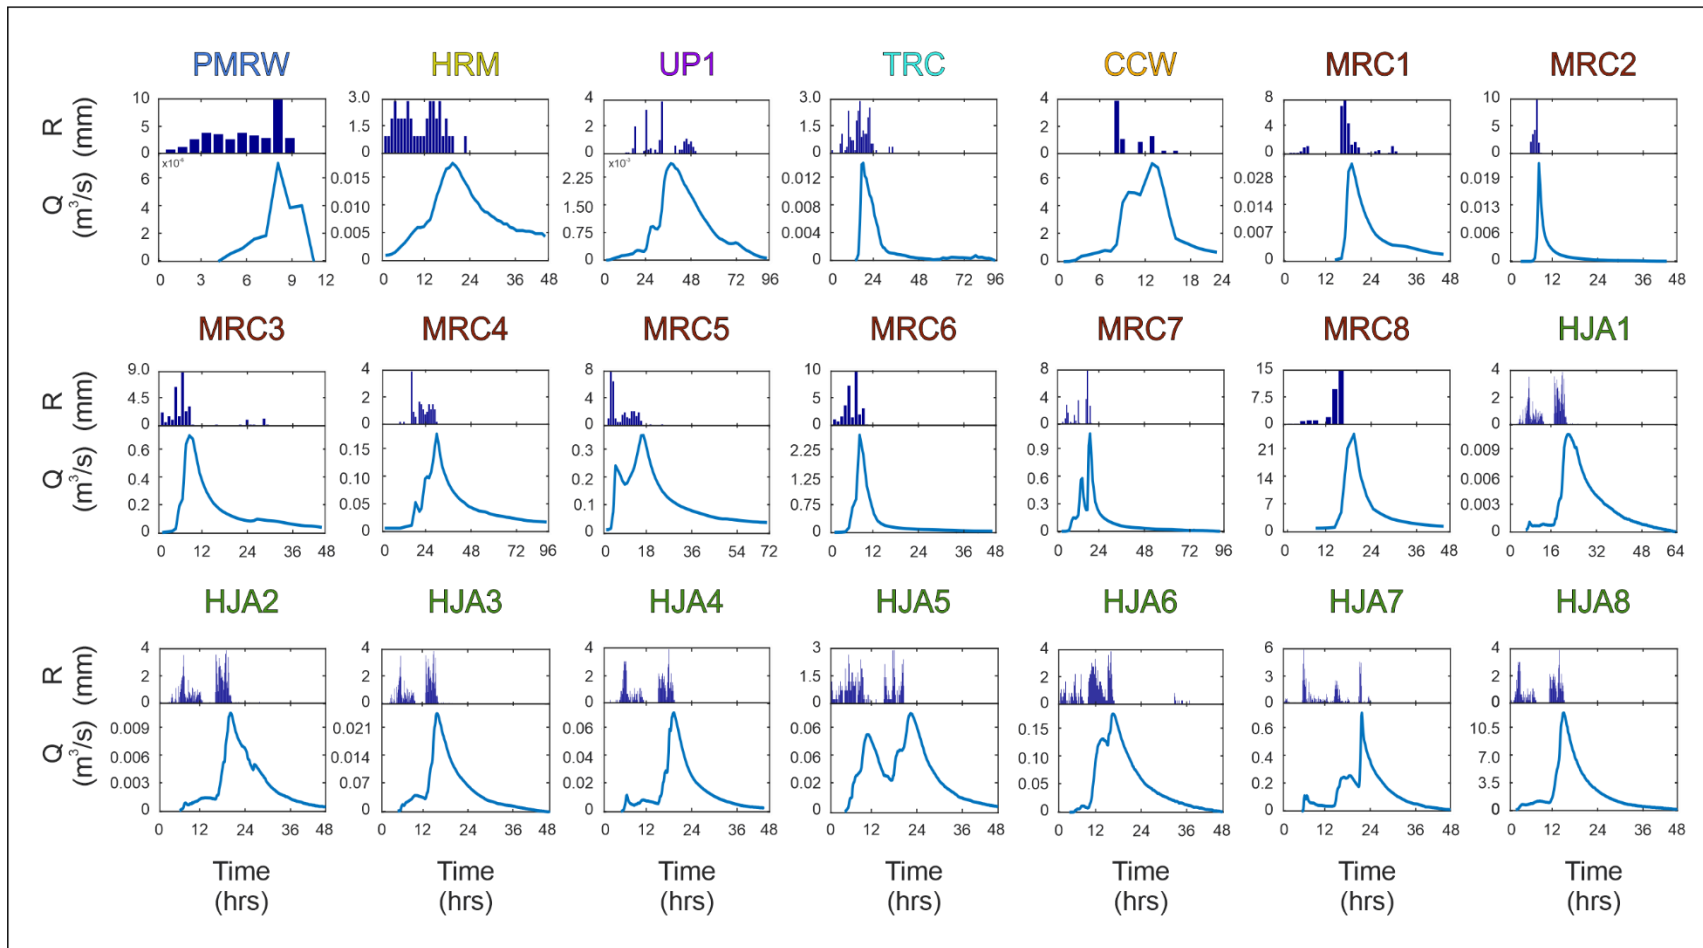 PMRW HRM UP1 TRC CCW MRC1 MRC2
R (mm)
10 5 0
3.0 1.5 0
4 2 0
3.0 1.5 0
4 2 0
8 4 0
10 5 0
Q (m³/s)
x10⁻⁶ 6 4 2 0
0.015 0.010 0.005
x10⁻³ 2.25 1.50 0.75 0
0.012 0.008 0.004 0
6 4 2 0
0.028 0.014 0.007 0
0.019 0.013 0.006 0
0 3 6 9 12
0 12 24 36 48
0 24 48 72 96
0 24 48 72 96
0 6 12 18 24
0 12 24 36 48
0 12 24 36 48
MRC3 MRC4 MRC5 MRC6 MRC7 MRC8 HJA1
R (mm)
9.0 4.5 0
4 2 0
8 4 0
10 5 0
8 4 0
15 7.5 0
4 2 0
Q (m³/s)
0.6 0.4 0.2 0
0.15 0.10 0.05
0.3 0.2 0.1 0
2.25 1.25 0.75 0
0.9 0.6 0.3 0
21 14 7 0
0.009 0.006 0.003 0
0 12 24 36 48
0 24 48 72 96
0 18 36 54 72
0 12 24 36 48
0 24 48 72 96
0 12 24 36 48
0 16 32 48 64
HJA2 HJA3 HJA4 HJA5 HJA6 HJA7 HJA8
R (mm)
4 2 0
4 2 0
4 2 0
3 1.5 0
4 2 0
6 3 0
4 2 0
Q (m³/s)
0.009 0.006 0.003 0
0.021 0.014 0.07 0
0.06 0.04 0.02 0
0.06 0.06 0.02 0
0.15 0.10 0.05 0
0.6 0.4 0.2 0
10.5 7.0 3.5 0
0 12 24 36 48
0 12 24 36 48
0 12 24 36 48
0 12 24 36 48
0 12 24 36 48
0 12 24 36 48
0 12 24 36 48
Time Time Time Time Time Time Time
(hrs) (hrs) (hrs) (hrs) (hrs) (hrs) (hrs)